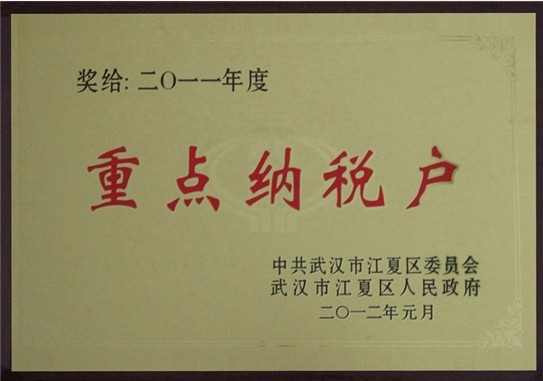 奖给:二〇一一年度
重点纳税户
中共武汉市江夏区委员会
武汉市江夏区人民政府
二〇一二年元月